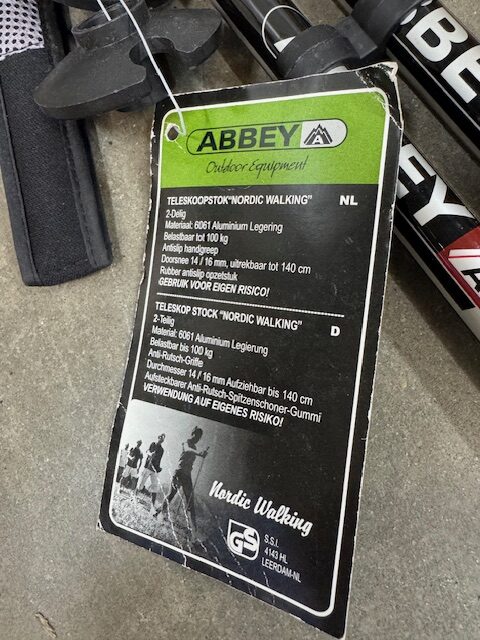 ABBEY
Outdoor Equipment
TELESKOOPSTOK"NORDIC WALKING" NL
2-Delig
Materiaal: 6061 Aluminium Legering
Belastbaar tot 100 kg
Antislip handgreep
Doorsnee 14 / 16 mm, uitrekbaar tot 140 cm
Rubber antislip opzetstuk
GEBRUIK VOOR EIGEN RISICO!
TELESKOP STOCK "NORDIC WALKING" D
2-Teilig
Material: 6061 Aluminium Legierung
Belastbar bis 100 kg
Anti-Rutsch-Griffe
Durchmesser 14 / 16 mm Aufziehbar bis 140 cm
Aufsteckbarer Anti-Rutsch-Spitzenschoner-Gummi
VERWENDUNG AUF EIGENES RISIKO!
Nordic Walking
GS
S.S.I.
4143 HL
LEERDAM-NL
BBE
EY